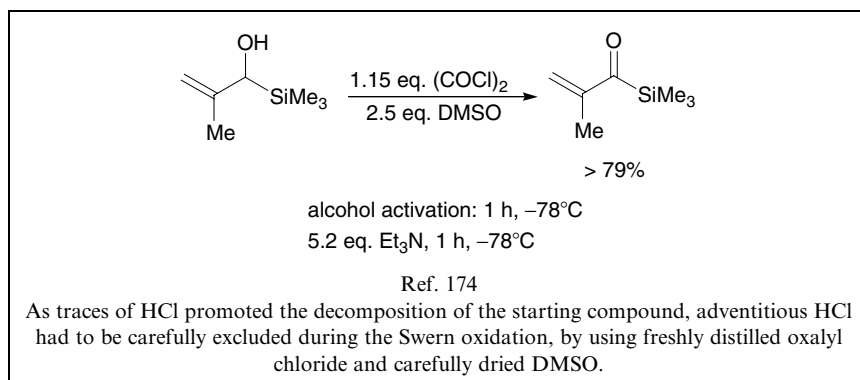 OH
SiMe3
Me
1.15 eq. (COCl)2
2.5 eq. DMSO
O
SiMe3
Me
> 79%
alcohol activation: 1 h, –78°C
5.2 eq. Et3N, 1 h, –78°C
Ref. 174
As traces of HCl promoted the decomposition of the starting compound, adventitious HCl
had to be carefully excluded during the Swern oxidation, by using freshly distilled oxalyl
chloride and carefully dried DMSO.